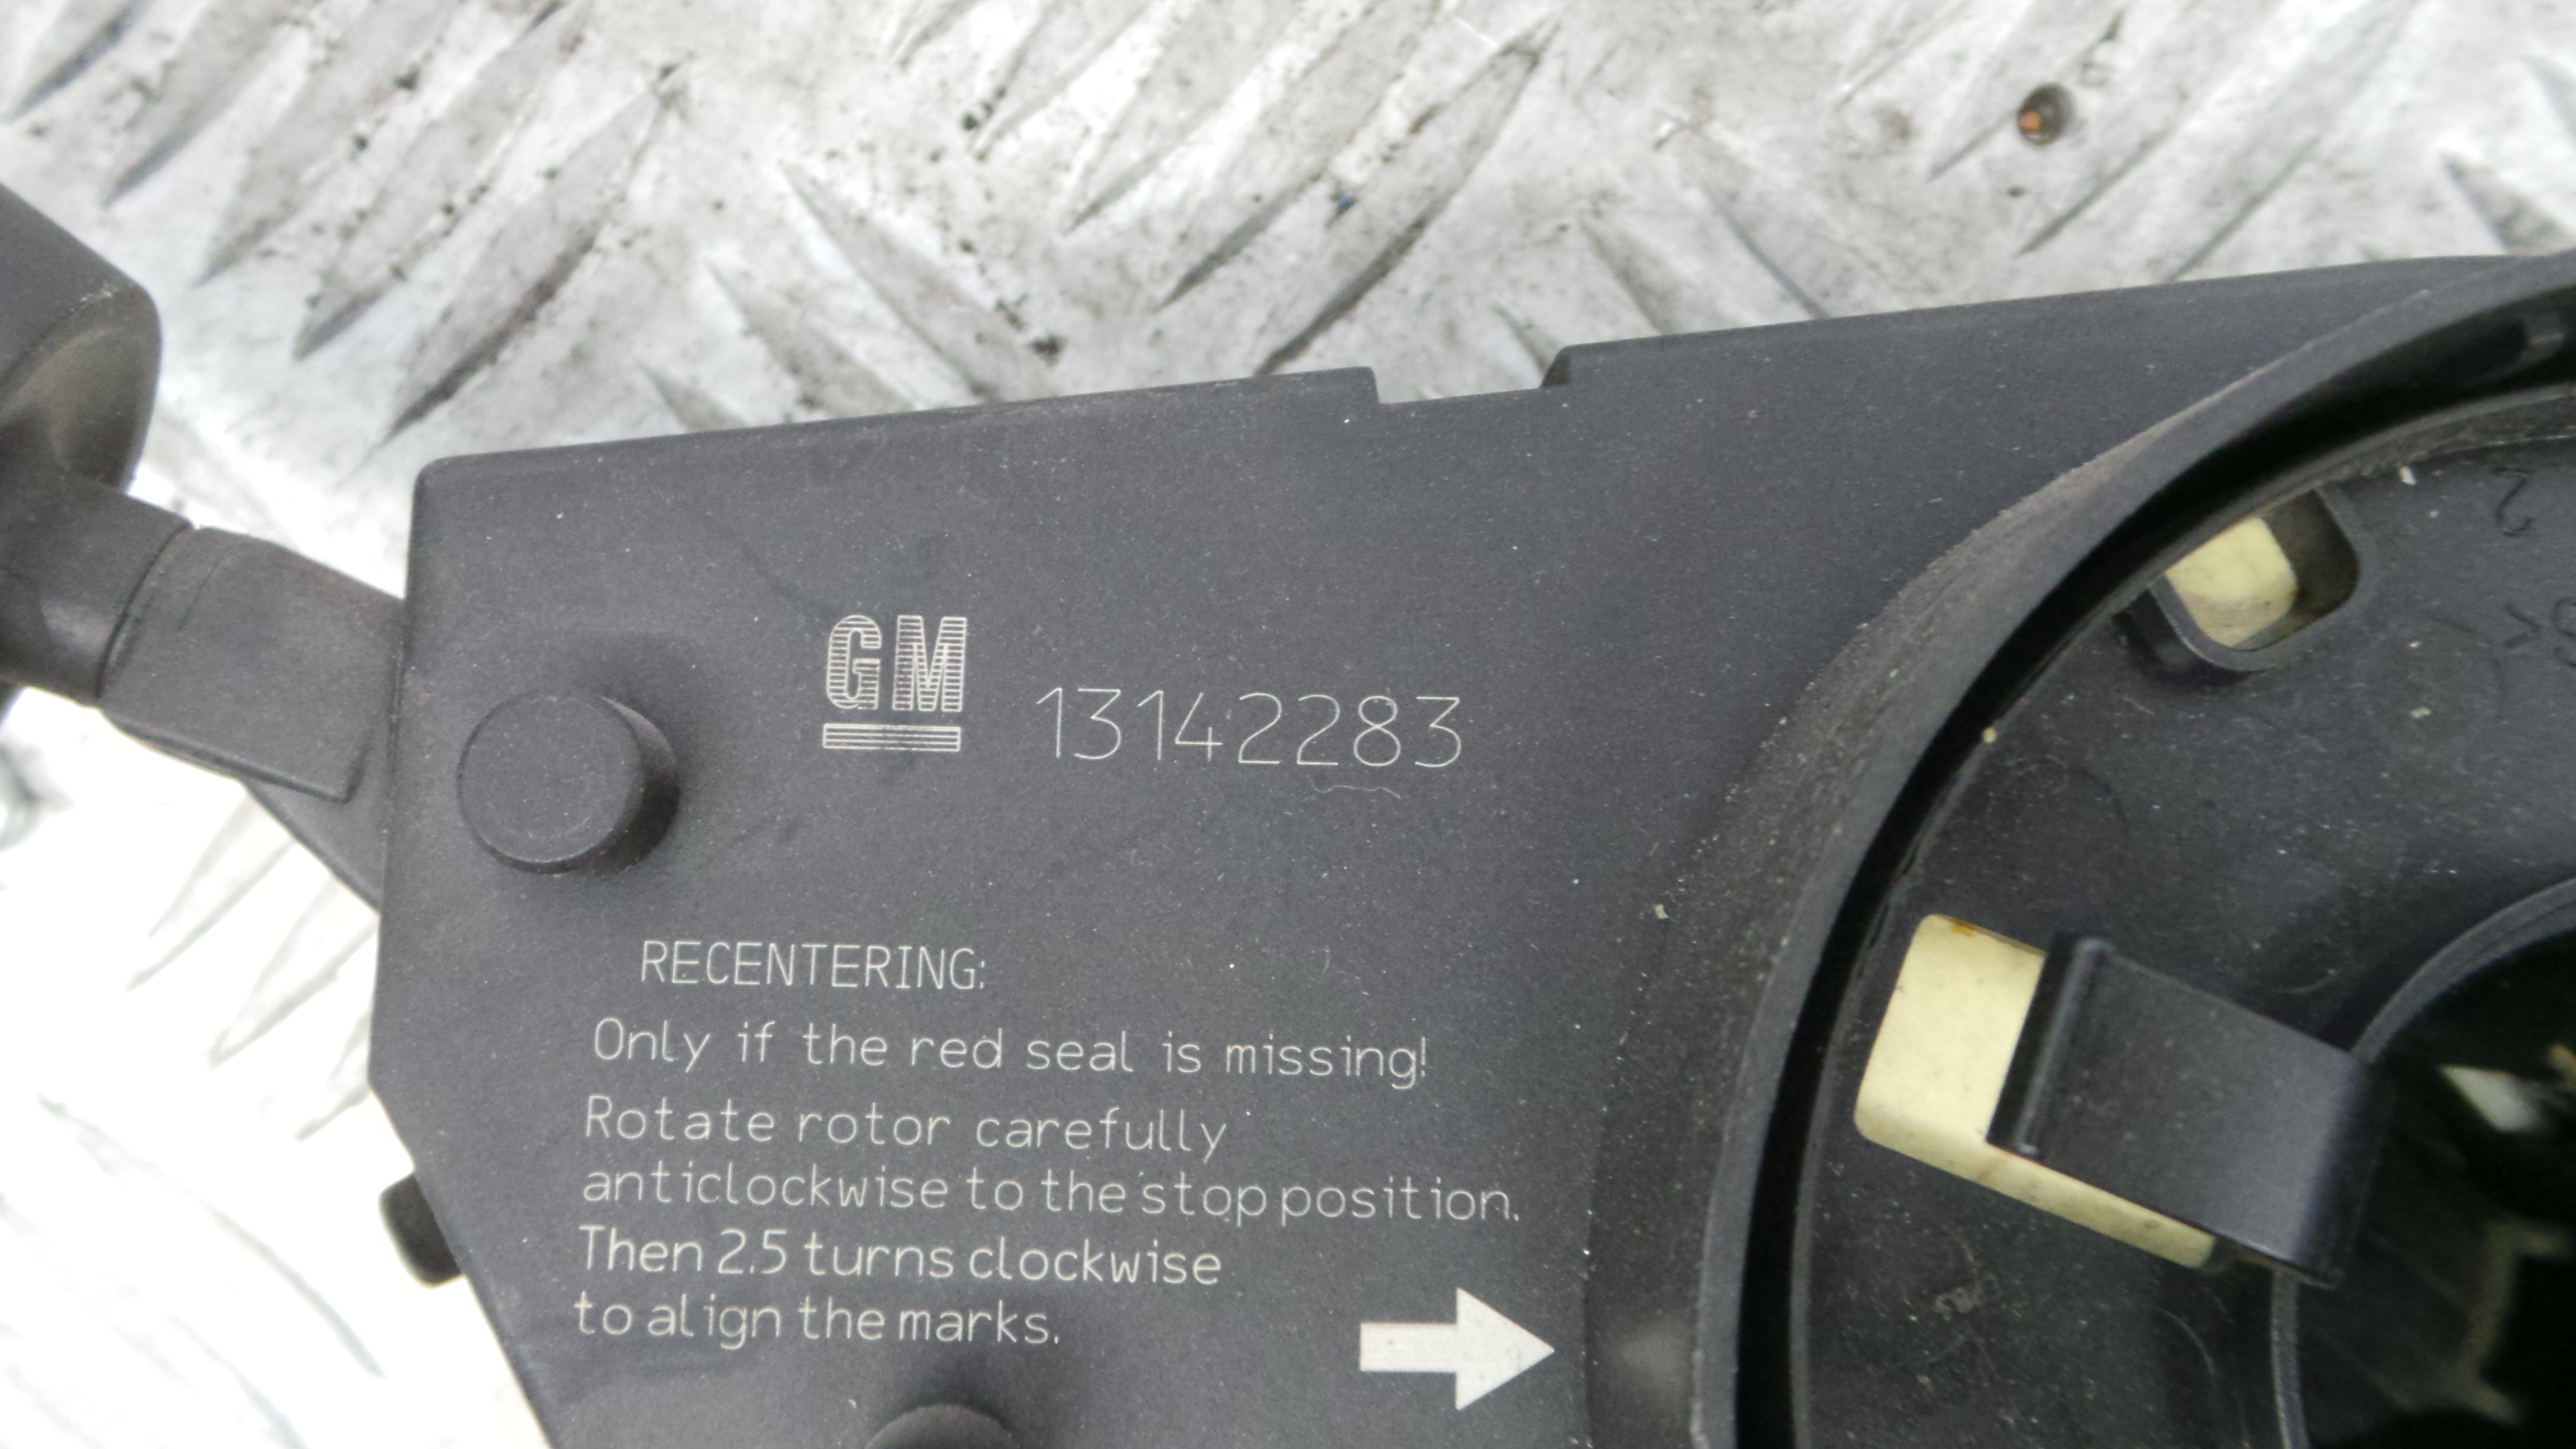 GM
13142283
RECENTERING:
Only if the red seal is missing!
Rotate rotor carefully
anticlockwise to the stop position.
Then 2.5 turns clockwise
to align the marks.